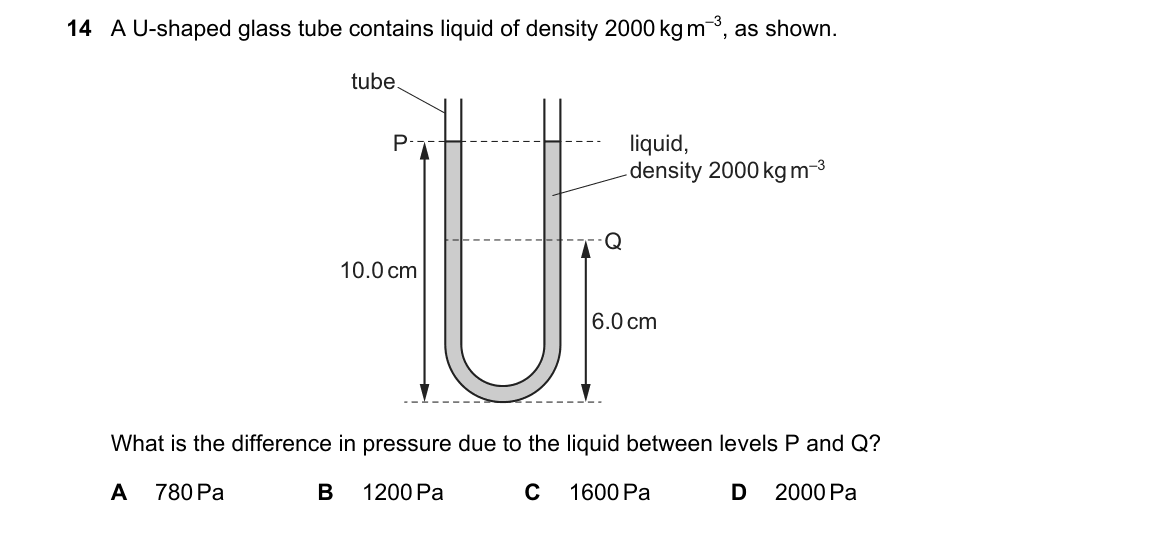 14 A U-shaped glass tube contains liquid of density 2000 kg m⁻³, as shown.
tube
P
liquid,
density 2000 kg m⁻³
Q
10.0 cm
6.0 cm
What is the difference in pressure due to the liquid between levels P and Q?
A 780 Pa B 1200 Pa C 1600 Pa D 2000 Pa